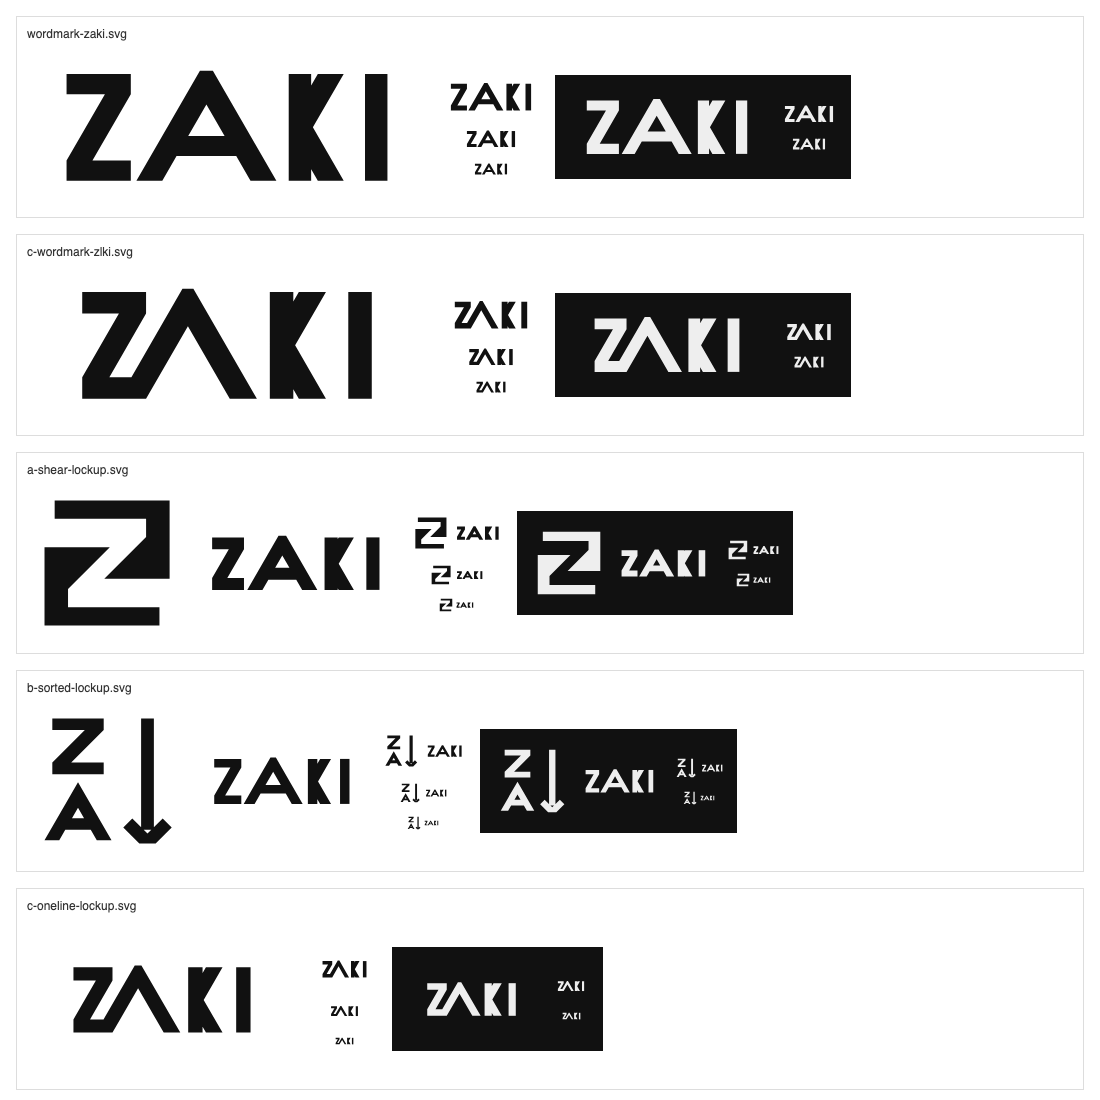 wordmark-zaki.svg
ZAKI ZAKI ZAKI ZAKI
ZAKI ZAKI
ZAKI
c-wordmark-zlki.svg
ZAKI ZAKI ZAKI ZAKI
ZAKI ZAKI
ZAKI
a-shear-lockup.svg
Z ZAKI Z ZAKI Z ZAKI Z ZAKI
Z ZAKI Z ZAKI
Z ZAKI
b-sorted-lockup.svg
Z A ↓ ZAKI Z A ↓ ZAKI Z A ↓ ZAKI Z A ↓ ZAKI
Z A ↓ ZAKI Z A ↓ ZAKI
Z A ↓ ZAKI
c-oneline-lockup.svg
ZAKI ZAKI ZAKI ZAKI
ZAKI ZAKI
ZAKI